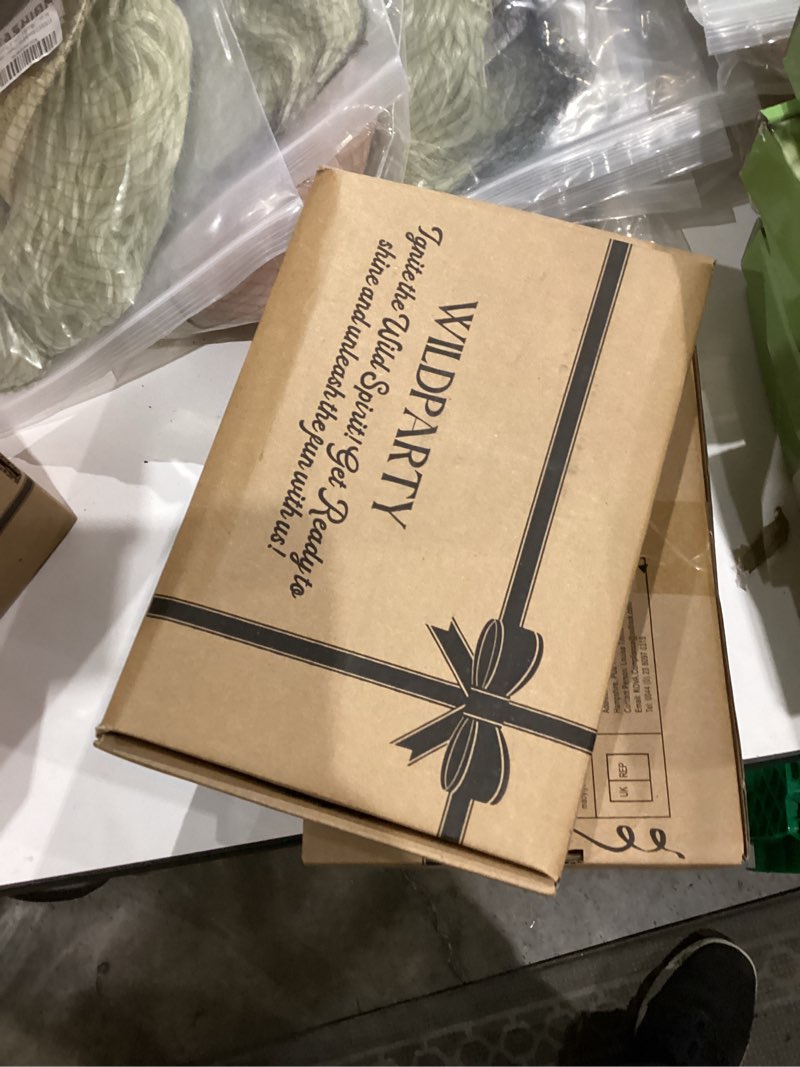 WILDPARTY
Ignite the Wild Spirit! Get Ready to
shine and unleash the fun with us!
UK REP